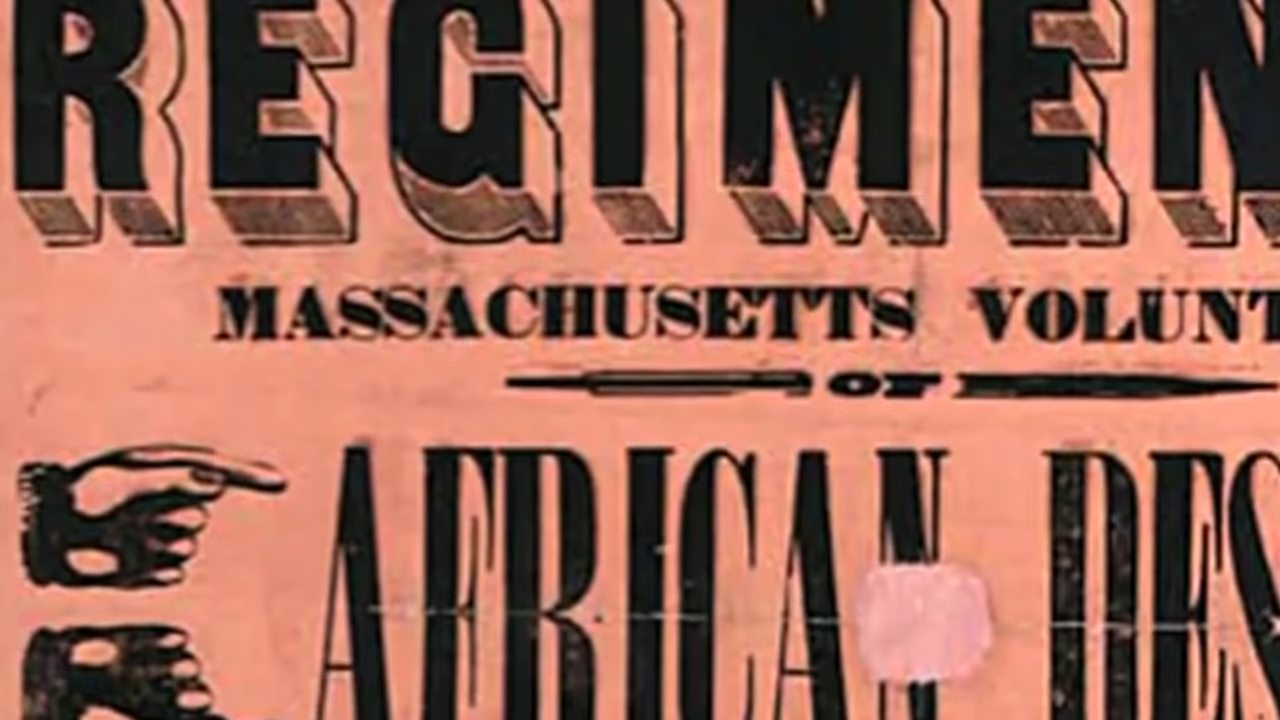 REGIMEN
MASSACHUSETTS VOLUNT
OF
AFRICAN DES